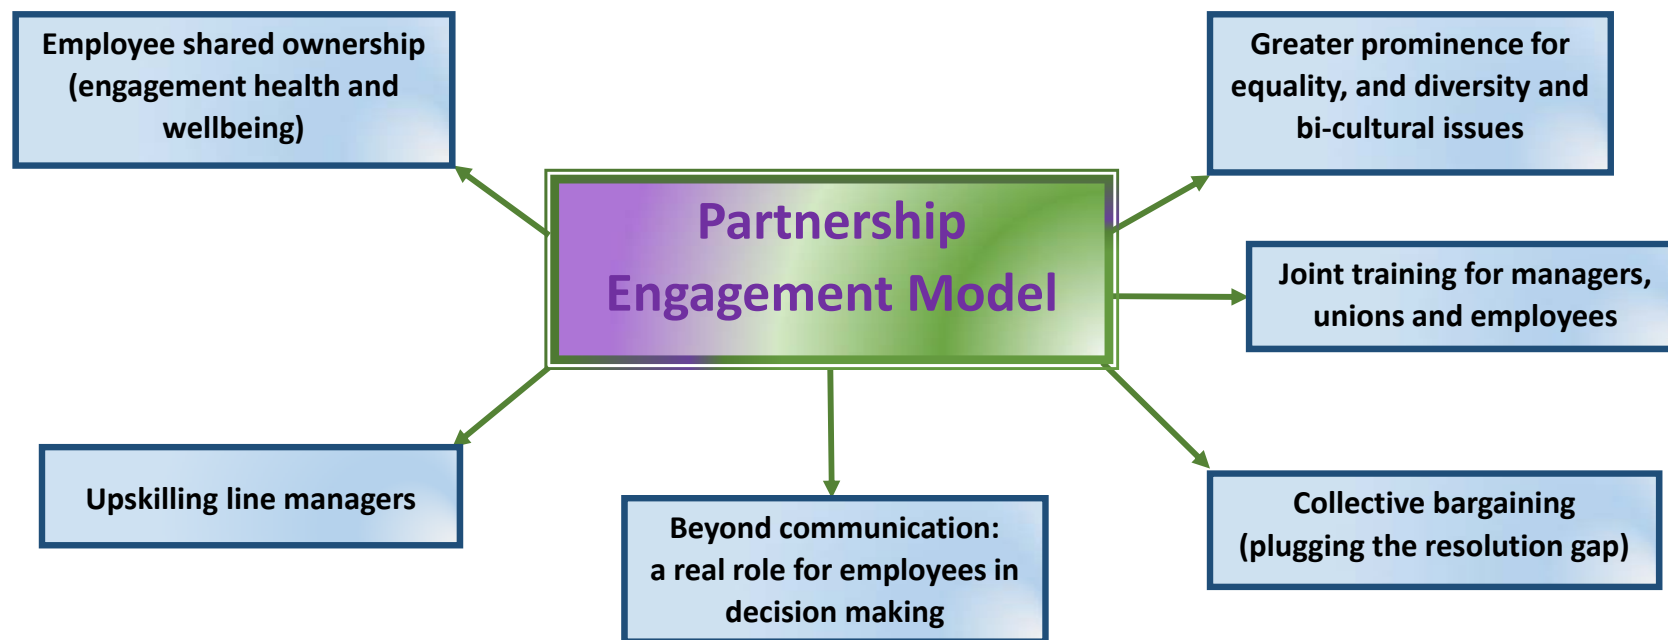 Employee shared ownership
(engagement health and
wellbeing)
Greater prominence for
equality, and diversity and
bi-cultural issues
Partnership
Engagement Model
Joint training for managers,
unions and employees
Upskilling line managers
Beyond communication:
a real role for employees in
decision making
Collective bargaining
(plugging the resolution gap)